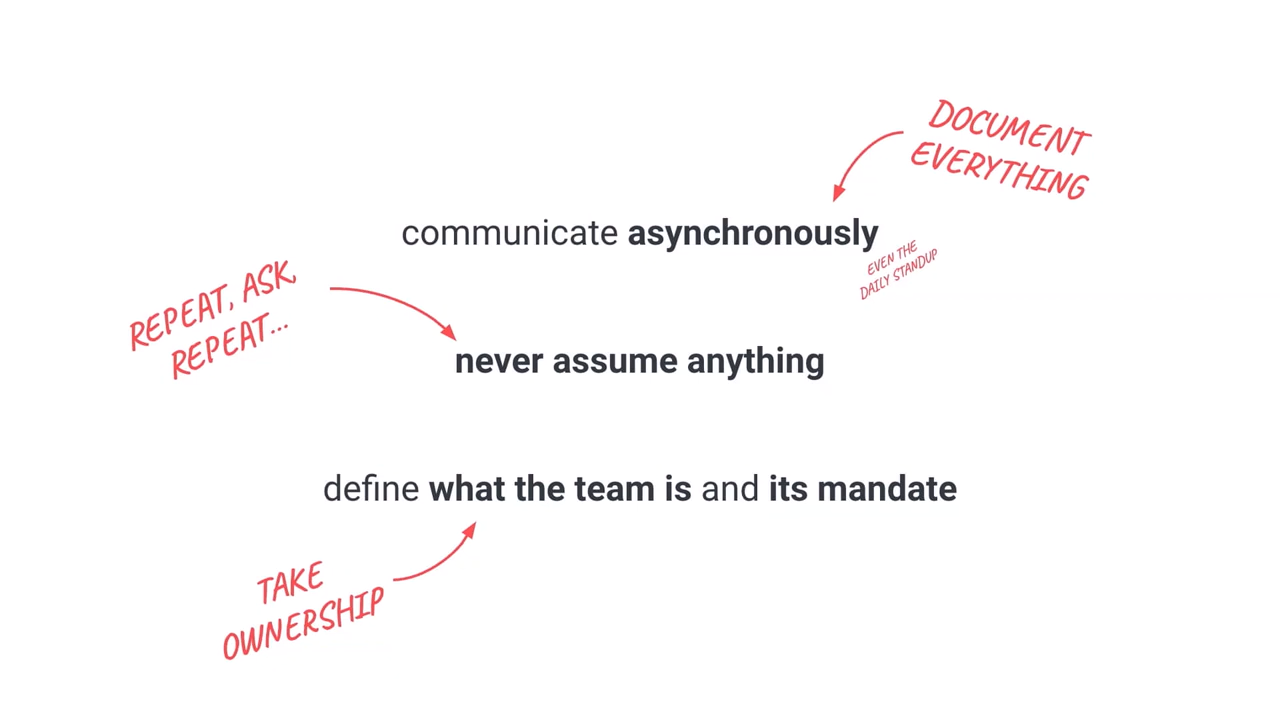 DOCUMENT
EVERYTHING
communicate asynchronously
EVEN THE
DAILY STANDUP
REPEAT, ASK,
REPEAT...
never assume anything
define what the team is and its mandate
TAKE
OWNERSHIP